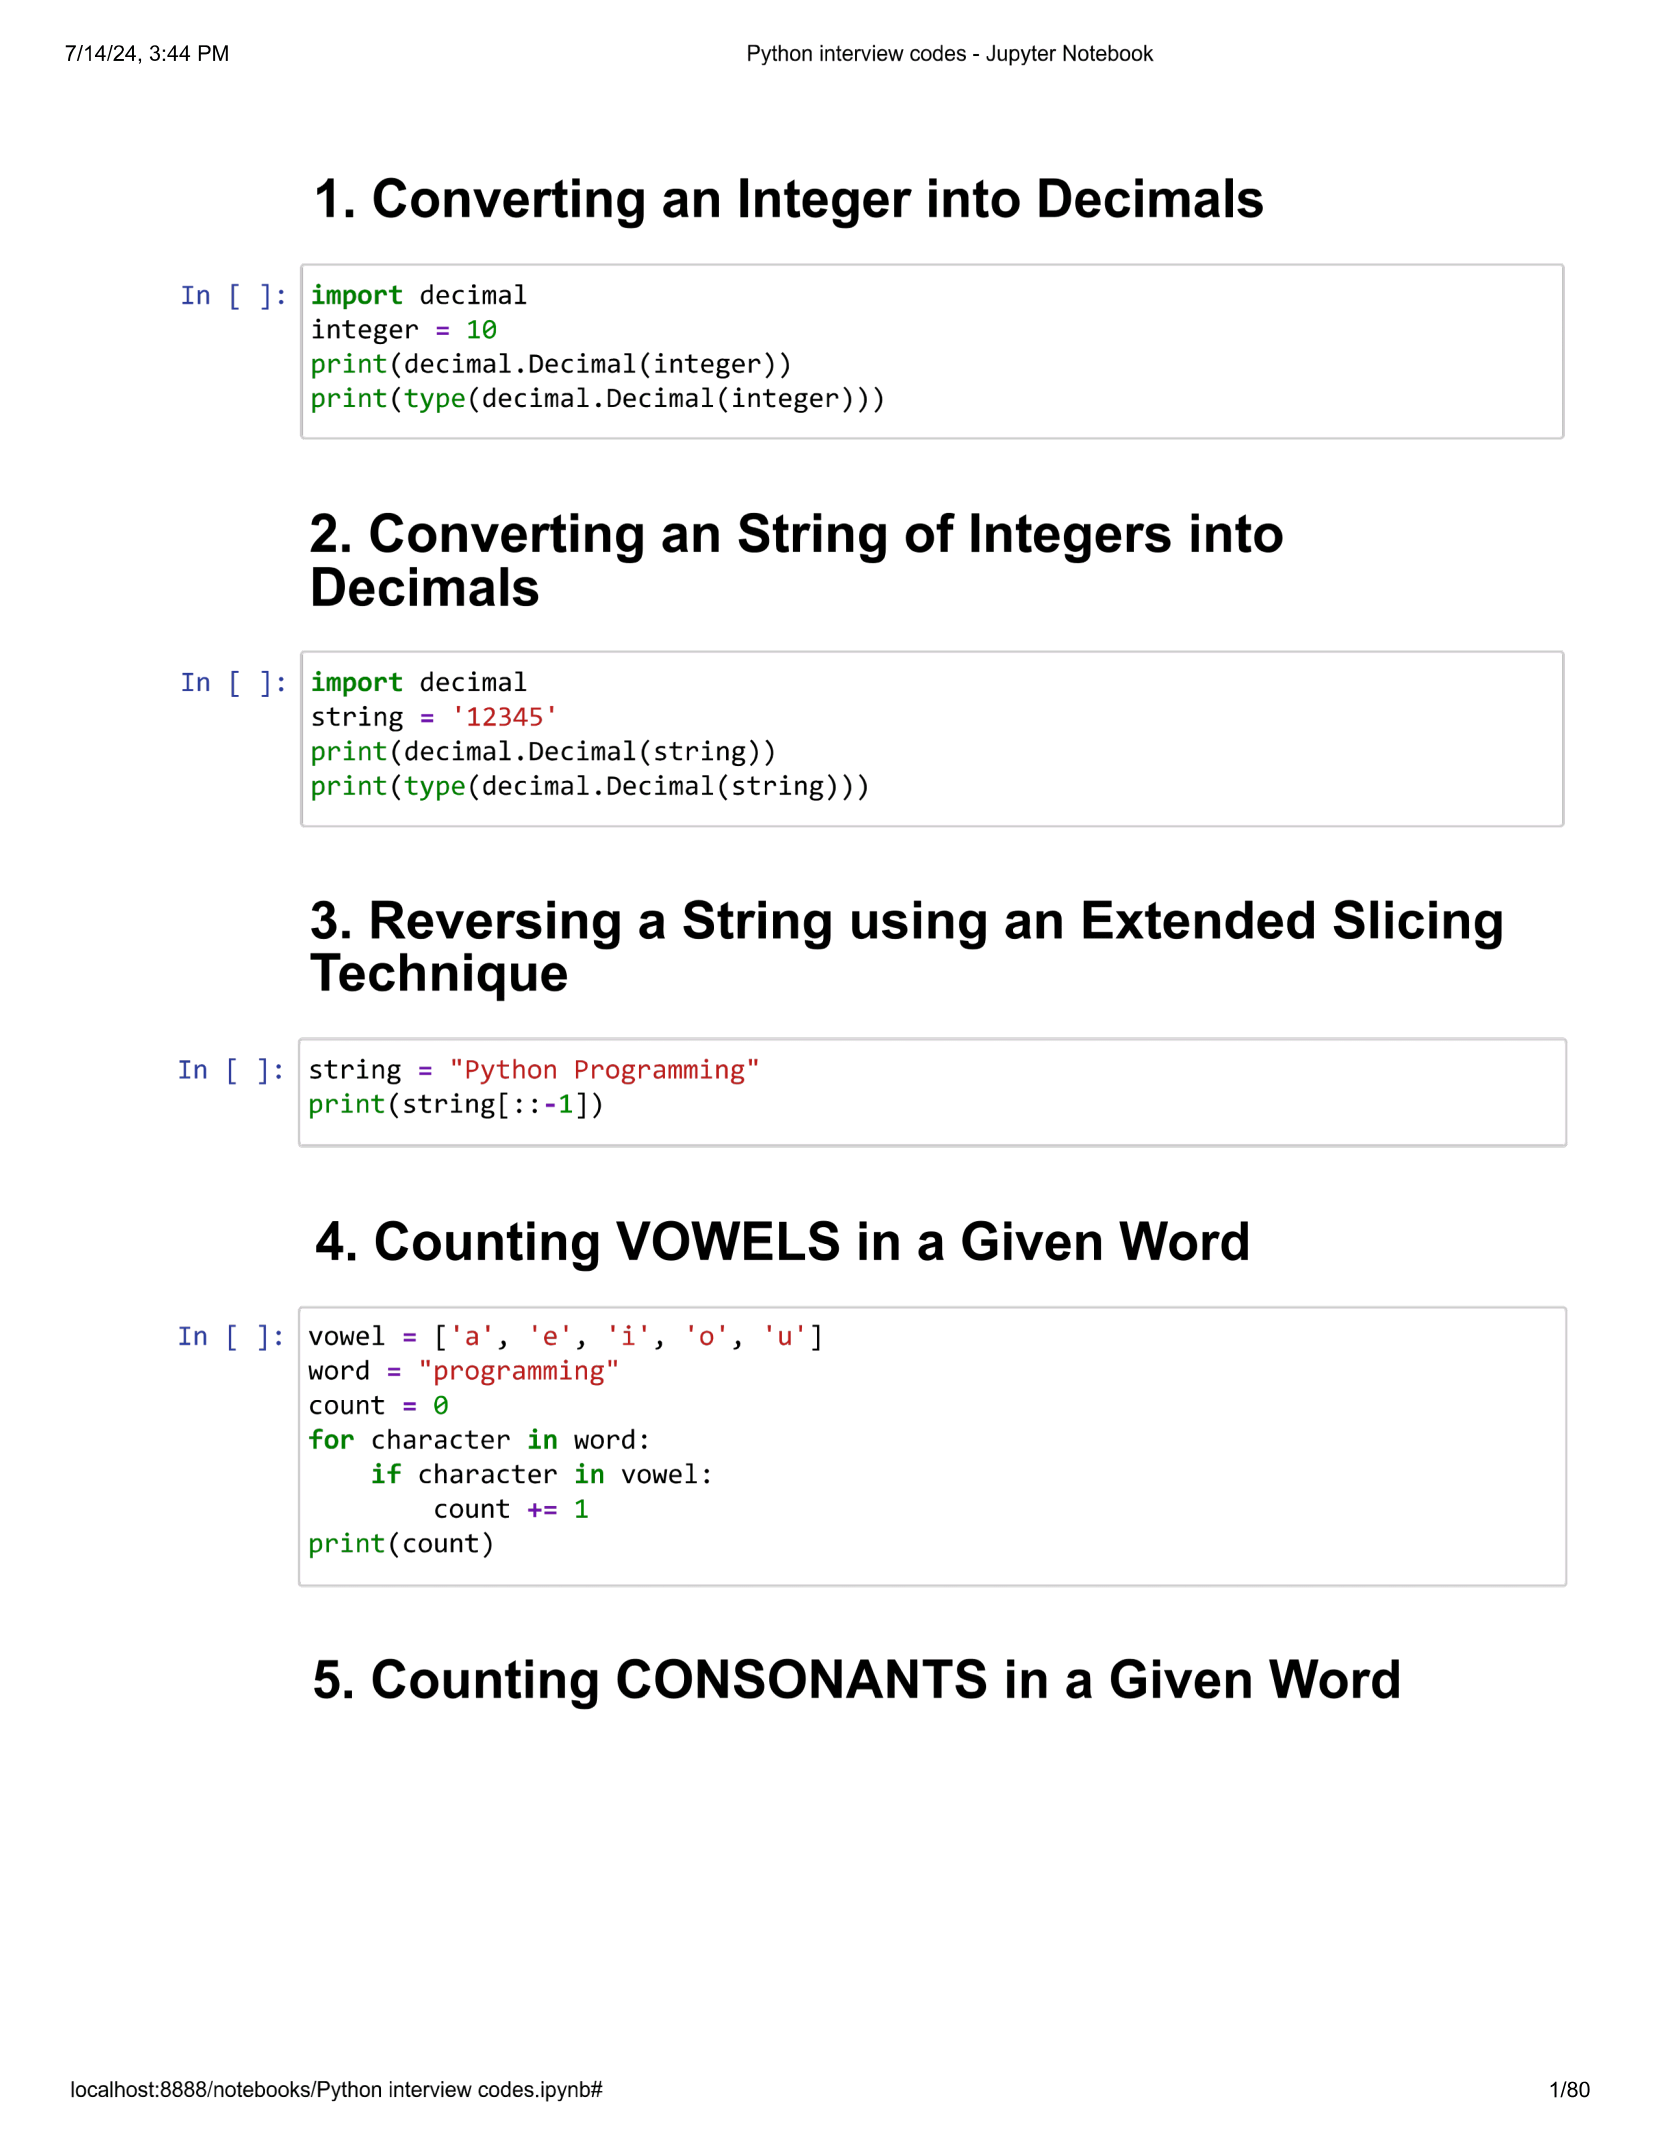 7/14/24, 3:44 PM
Python interview codes - Jupyter Notebook
1. Converting an Integer into Decimals
In [ ]:
import decimal
integer = 10
print(decimal.Decimal(integer))
print(type(decimal.Decimal(integer)))
2. Converting an String of Integers into
Decimals
In [ ]:
import decimal
string = '12345'
print(decimal.Decimal(string))
print(type(decimal.Decimal(string)))
3. Reversing a String using an Extended Slicing
Technique
In [ ]:
string = "Python Programming"
print(string[::-1])
4. Counting VOWELS in a Given Word
In [ ]:
vowel = ['a', 'e', 'i', 'o', 'u']
word = "programming"
count = 0
for character in word:
    if character in vowel:
        count += 1
print(count)
5. Counting CONSONANTS in a Given Word
localhost:8888/notebooks/Python interview codes.ipynb#
1/80